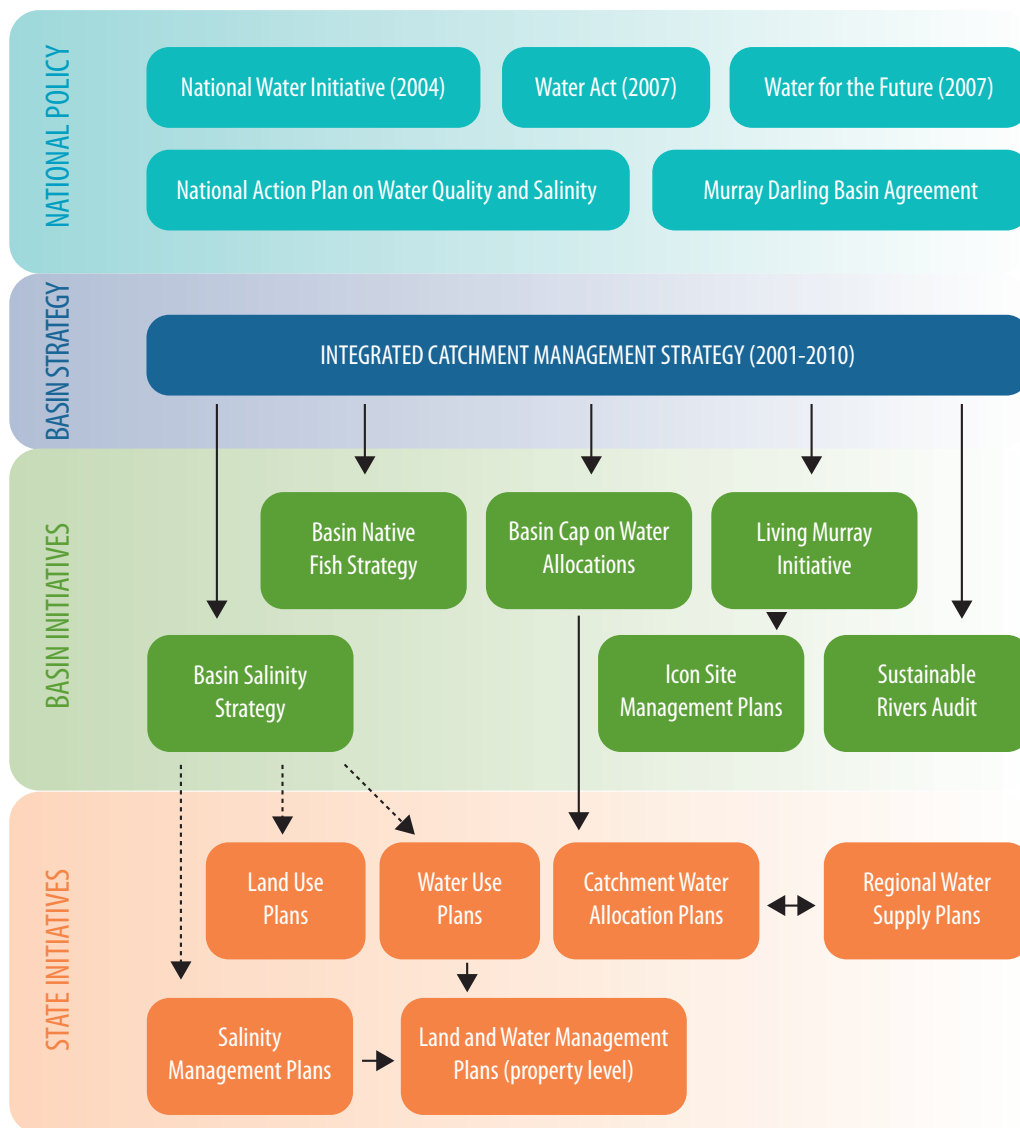 NATIONAL POLICY
National Water Initiative (2004)
Water Act (2007)
Water for the Future (2007)
National Action Plan on Water Quality and Salinity
Murray Darling Basin Agreement
BASIN STRATEGY
INTEGRATED CATCHMENT MANAGEMENT STRATEGY (2001-2010)
BASIN INITIATIVES
Basin Native
Fish Strategy
Basin Cap on Water
Allocations
Living Murray
Initiative
Basin Salinity
Strategy
Icon Site
Management Plans
Sustainable
Rivers Audit
STATE INITIATIVES
Land Use
Plans
Water Use
Plans
Catchment Water
Allocation Plans
Regional Water
Supply Plans
Salinity
Management Plans
Land and Water Management
Plans (property level)